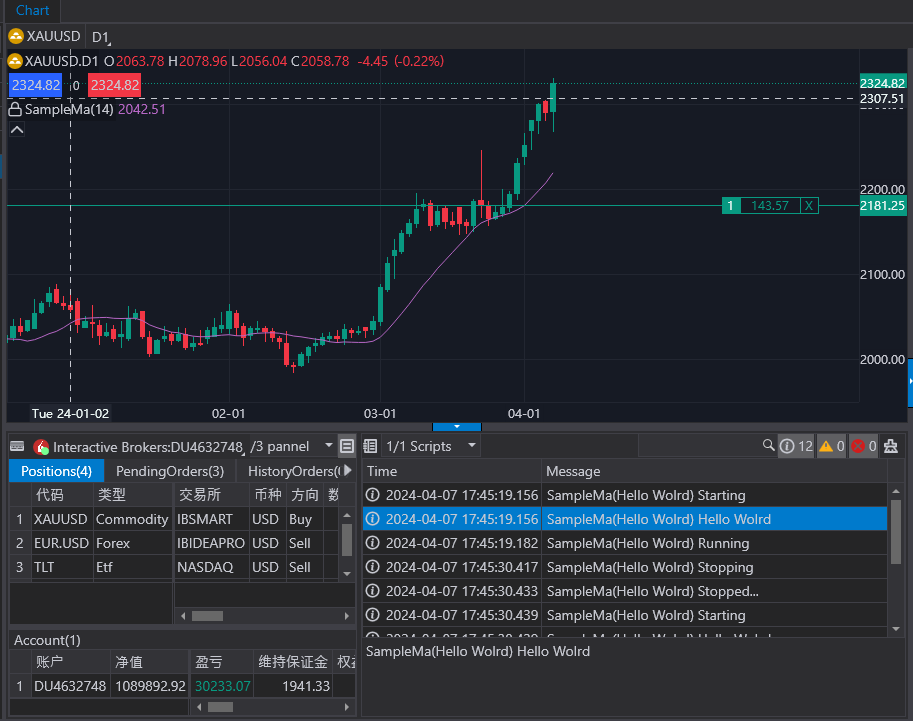 Chart
XAUUSD D1
XAUUSD.D1 O2063.78 H2078.96 L2056.04 C2058.78 -4.45 (-0.22%)
2324.82 0 2324.82
SampleMa(14) 2042.51
2324.82
2307.51
2200.00
1 143.57 X
2181.25
2100.00
2000.00
Tue 24-01-02 02-01 03-01 04-01
Interactive Brokers:DU4632748 /3 pannel
Positions(4) PendingOrders(3) HistoryOrders(
代码 类型 交易所 币种 方向
1 XAUUSD Commodity IBSMART USD Buy
2 EUR.USD Forex IBIDEAPRO USD Sell
3 TLT Etf NASDAQ USD Sell
Account(1)
账户 净值 盈亏 维持保证金
1 DU4632748 1089892.92 30233.07 1941.33
1/1 Scripts 12 0 0
Time Message
2024-04-07 17:45:19.156 SampleMa(Hello Wolrd) Starting
2024-04-07 17:45:19.156 SampleMa(Hello Wolrd) Hello Wolrd
2024-04-07 17:45:19.182 SampleMa(Hello Wolrd) Running
2024-04-07 17:45:30.417 SampleMa(Hello Wolrd) Stopping
2024-04-07 17:45:30.433 SampleMa(Hello Wolrd) Stopped...
2024-04-07 17:45:30.439 SampleMa(Hello Wolrd) Starting
SampleMa(Hello Wolrd) Hello Wolrd